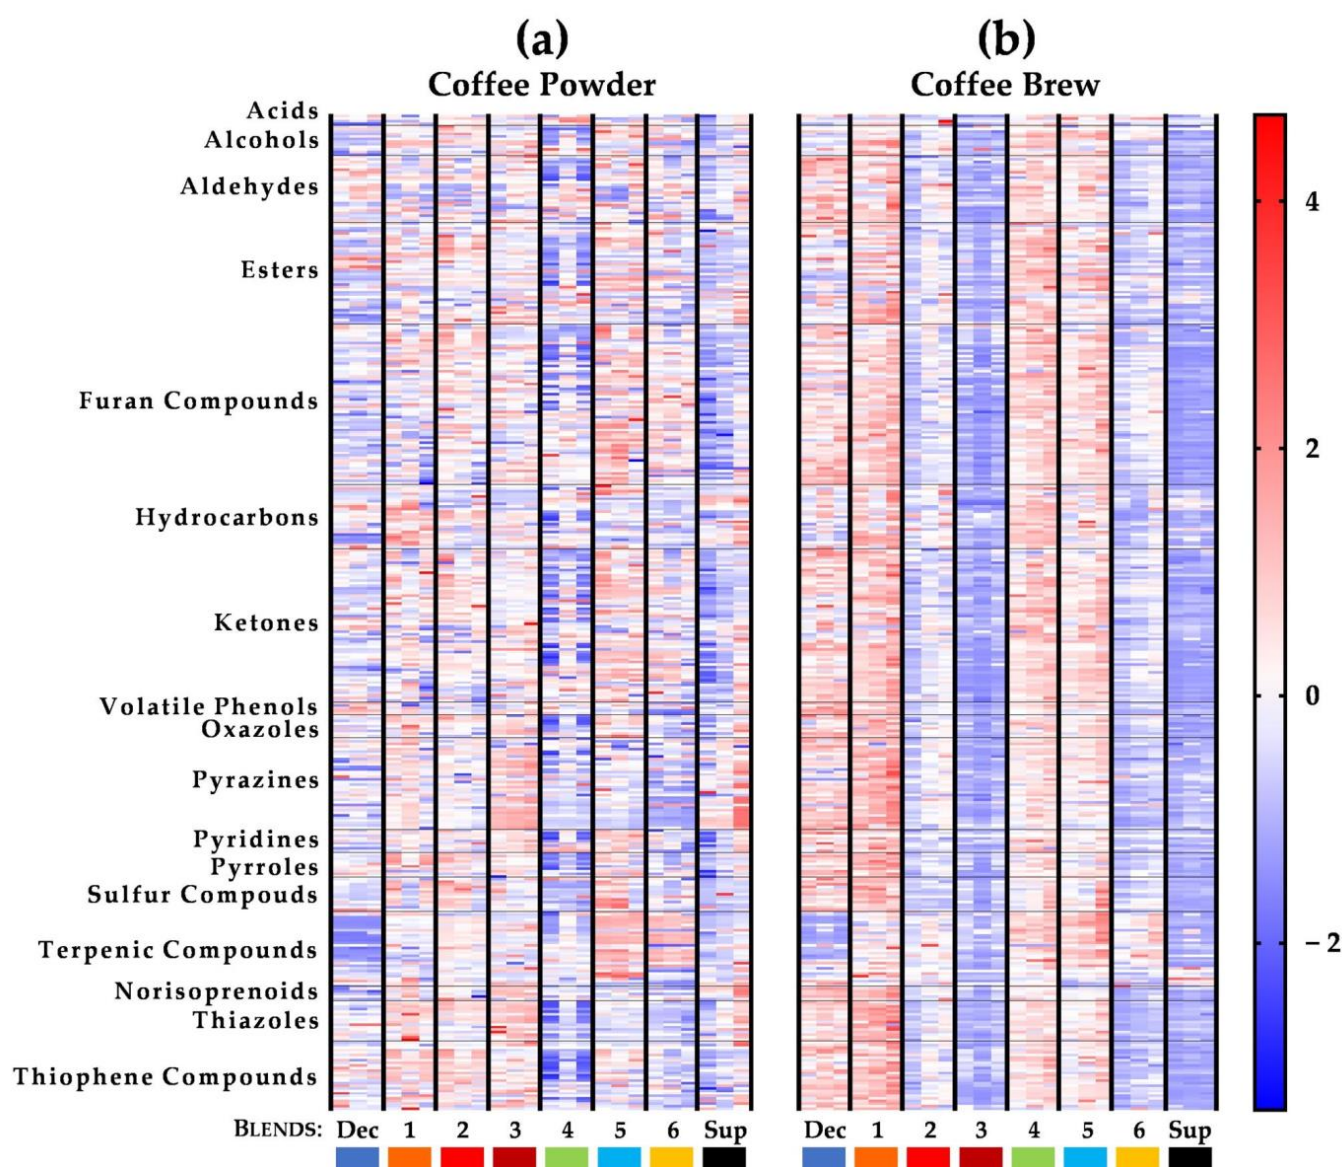 (a)
(b)
Coffee Powder
Coffee Brew
Acids
Alcohols
Aldehydes
Esters
Furan Compounds
Hydrocarbons
Ketones
Volatile Phenols
Oxazoles
Pyrazines
Pyridines
Pyrroles
Sulfur Compouds
Terpenic Compounds
Norisoprenoids
Thiazoles
Thiophene Compounds
4
2
0
−2
BLENDS: Dec 1 2 3 4 5 6 Sup
Dec 1 2 3 4 5 6 Sup